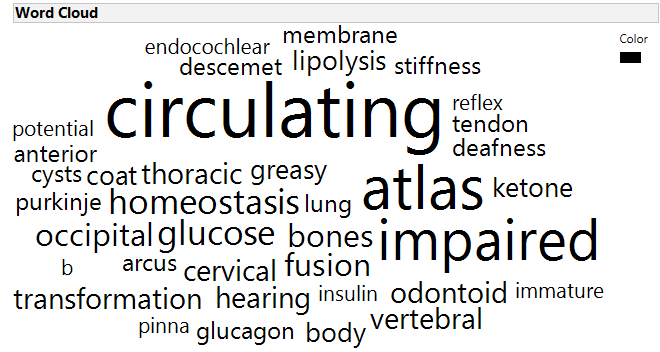 Word Cloud
Color
endocochlear membrane
descemet lipolysis stiffness
circulating reflex
potential tendon
anterior deafness
cysts coat thoracic greasy atlas ketone
purkinje homeostasis lung
occipital glucose bones impaired
b arcus cervical fusion
transformation hearing insulin odontoid immature
pinna glucagon body vertebral